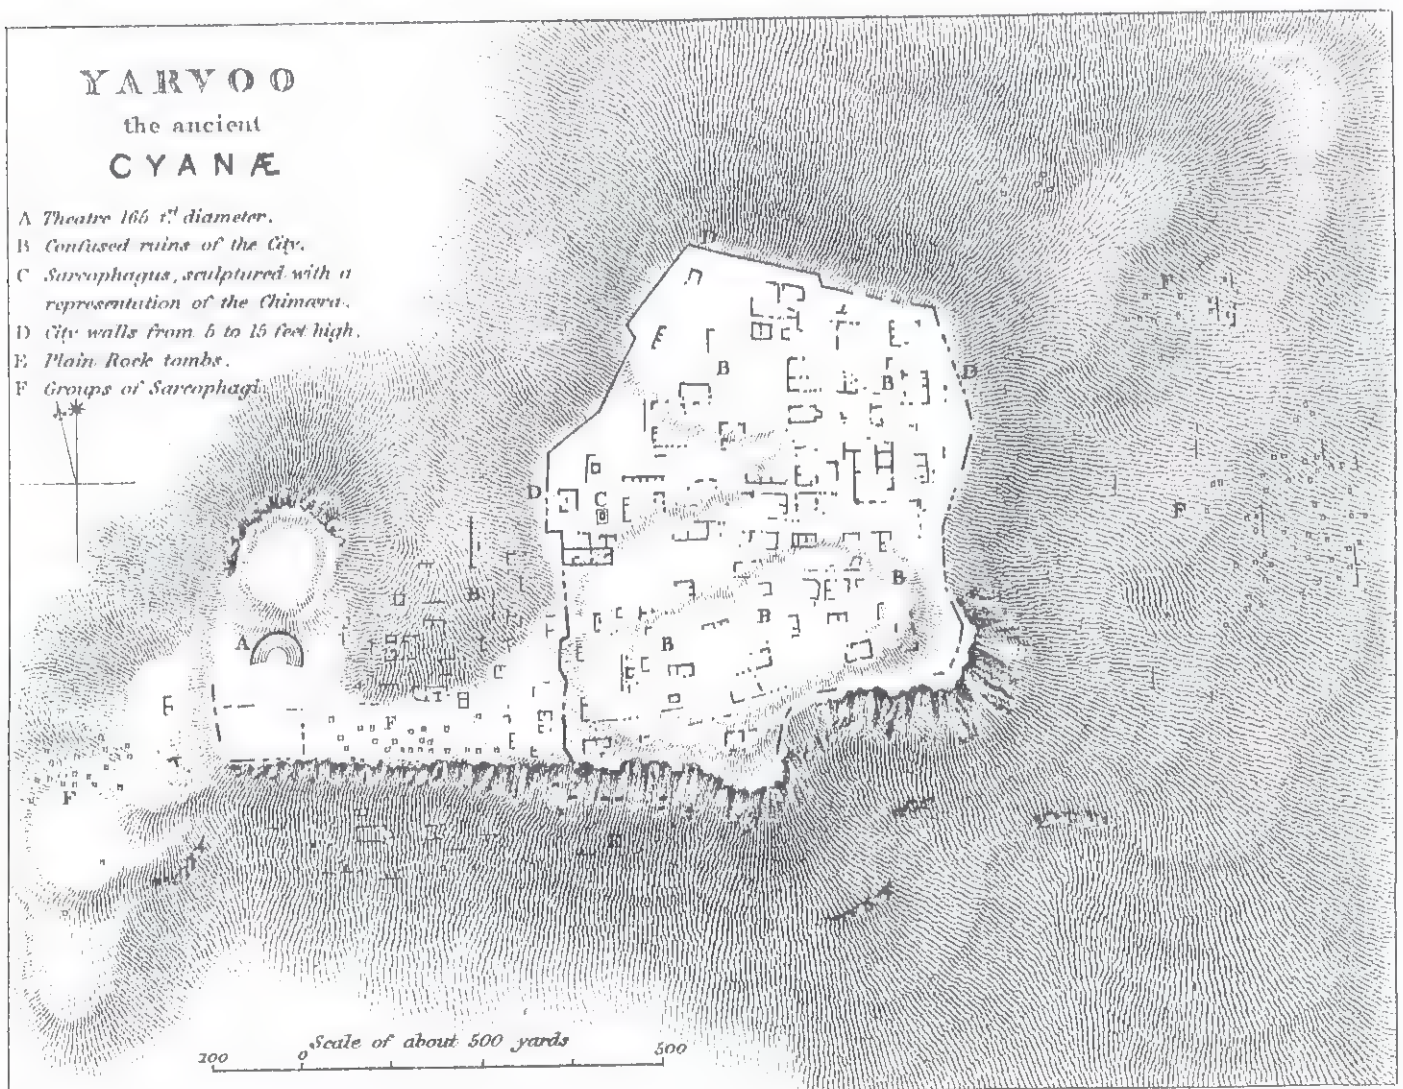 YARVOO
the ancient
CYANÆ
A Theatre 165 f.ᵗ diameter.
B Confused ruins of the City.
C Sarcophagus, sculptured with a
representation of the Chimæra.
D City walls from 5 to 15 feet high.
E Plain Rock tombs.
F Groups of Sarcophagi
D
F
B
B
D
D
C
F
B
B
B
A
B
F
F
E
Scale of about 500 yards
100
0
500